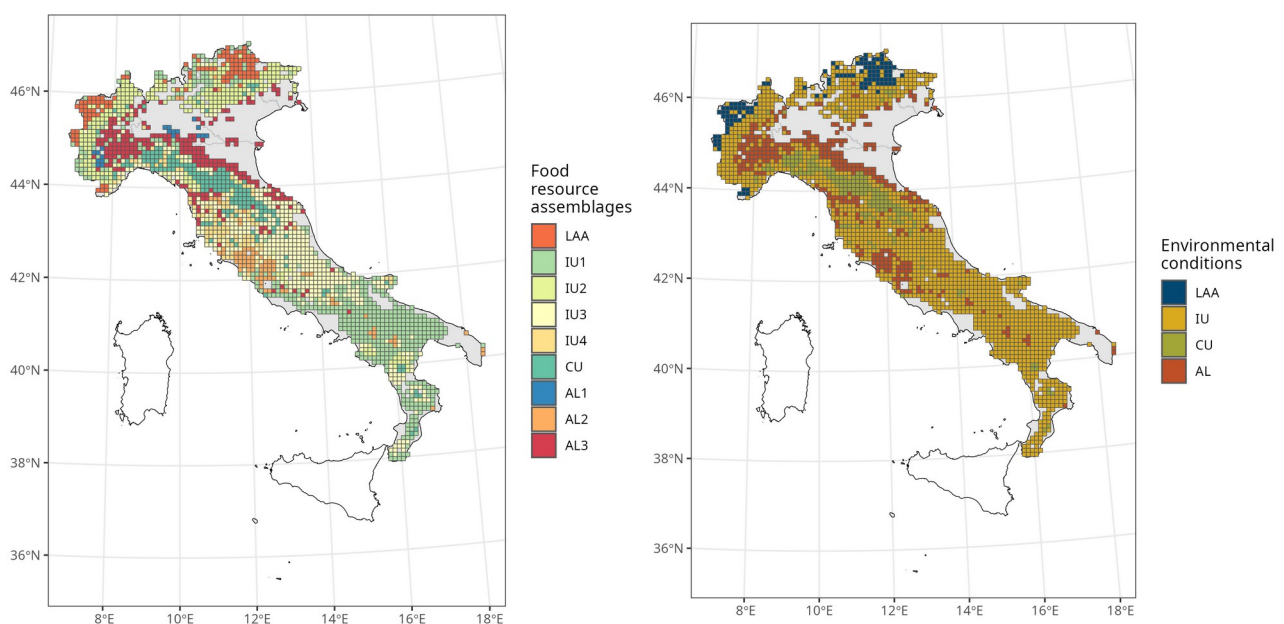 46°N
44°N
42°N
40°N
38°N
36°N
8°E 10°E 12°E 14°E 16°E 18°E
Food
resource
assemblages
LAA
IU1
IU2
IU3
IU4
CU
AL1
AL2
AL3
46°N
44°N
42°N
40°N
38°N
36°N
8°E 10°E 12°E 14°E 16°E 18°E
Environmental
conditions
LAA
IU
CU
AL